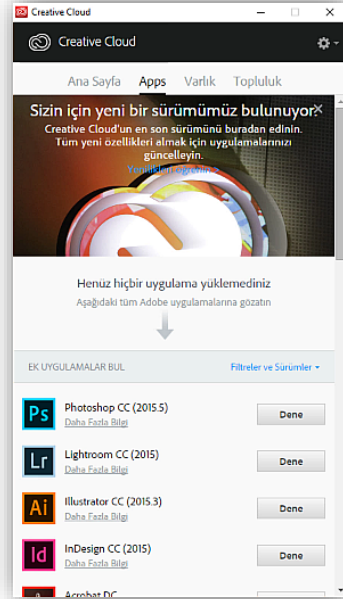 Creative Cloud
Creative Cloud
Ana Sayfa Apps Varlık Topluluk
Sizin için yeni bir sürümümüz bulunuyor.
Creative Cloud'un en son sürümünü buradan edinin.
Tüm yeni özellikleri almak için uygulamalarınızı
güncelleyin.
Yenilikleri öğrenin >
Henüz hiçbir uygulama yüklemediniz
Aşağıdaki tüm Adobe uygulamalarına gözatın
EK UYGULAMALAR BUL Filtreler ve Sürümler
Ps Photoshop CC (2015.5) Dene
Daha Fazla Bilgi
Lr Lightroom CC (2015) Dene
Daha Fazla Bilgi
Ai Illustrator CC (2015.3) Dene
Daha Fazla Bilgi
Id InDesign CC (2015) Dene
Daha Fazla Bilgi
Acrobat DC